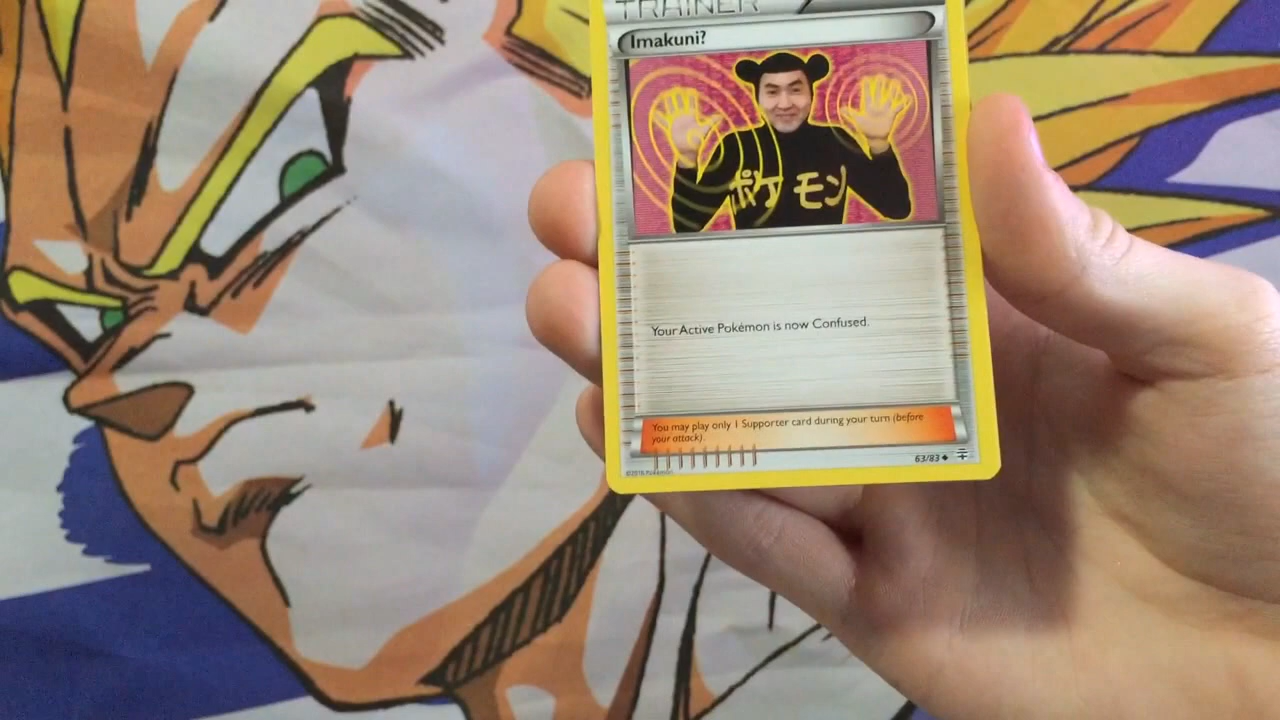 TRAINER
Imakuni?
ポケモン
Your Active Pokémon is now Confused.
You may play only 1 Supporter card during your turn (before
your attack).
63/83